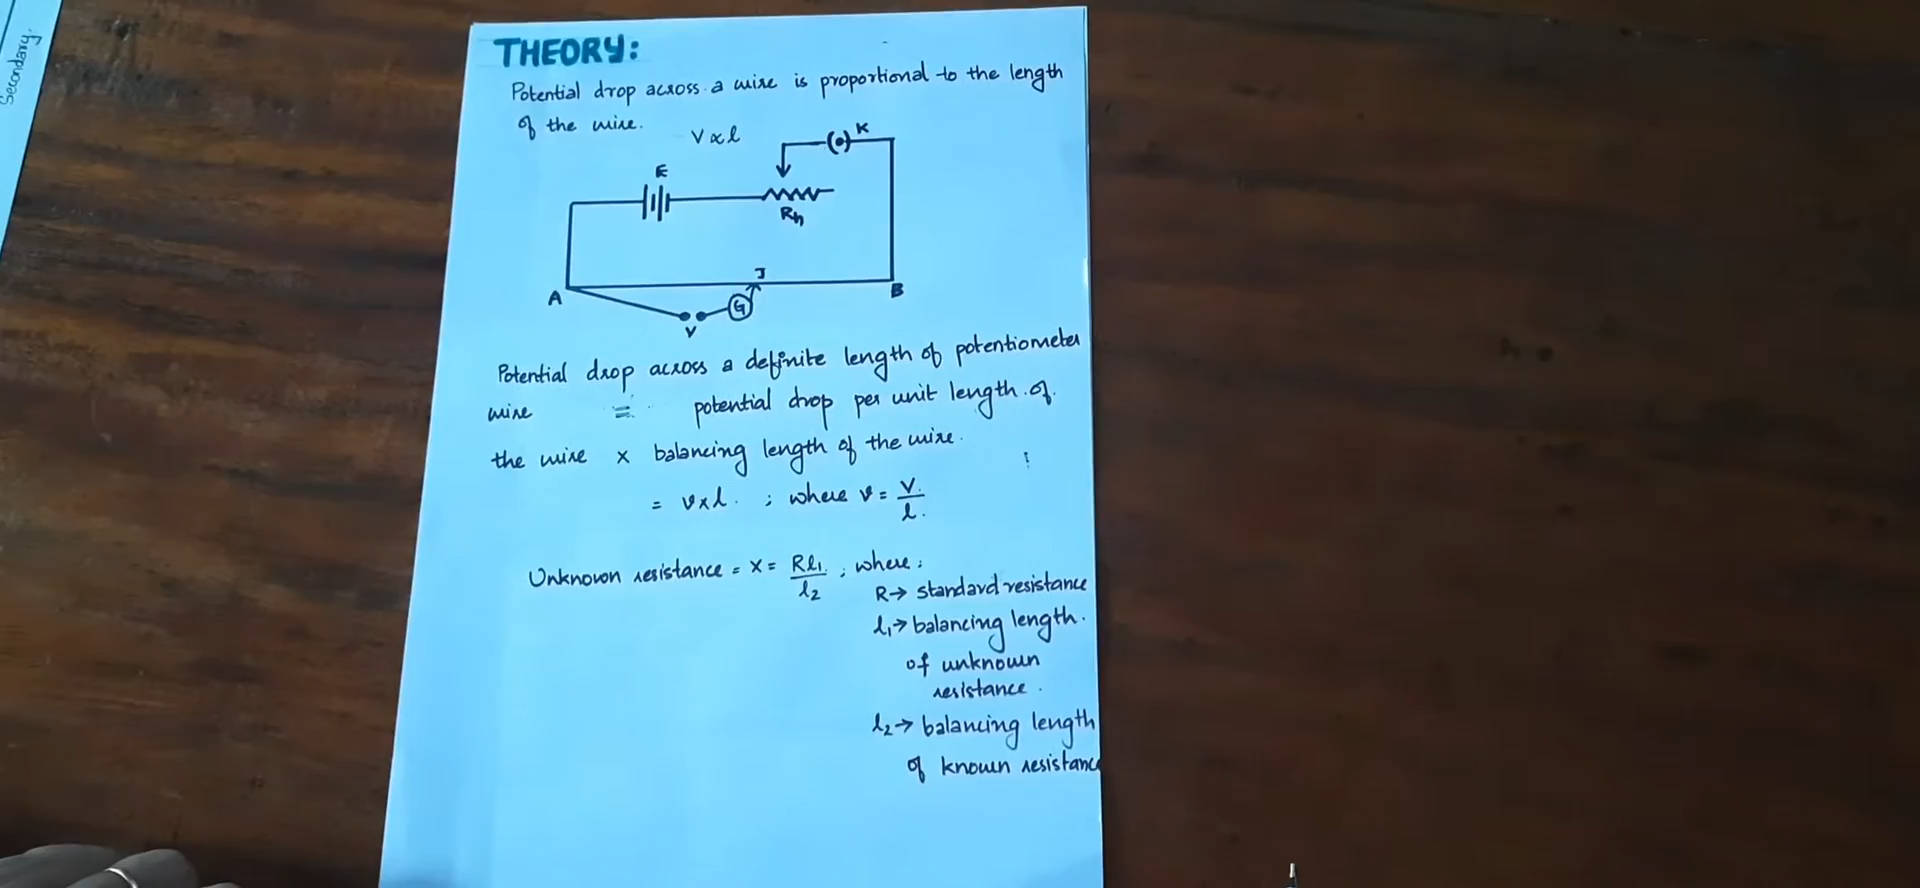 Secondary.
THEORY:
Potential drop across a wire is proportional to the length
of the wire. V ∝ l
K
E
Rh
J
A
B
G
V
Potential drop across a definite length of potentiometer
wire = potential drop per unit length of
the wire x balancing length of the wire.
= v x l. ; where v = V/l.
Unknown resistance = X = Rl₁/l₂ ; where:
R → standard resistance
l₁ → balancing length.
of unknown
resistance.
l₂ → balancing length
of known resistance